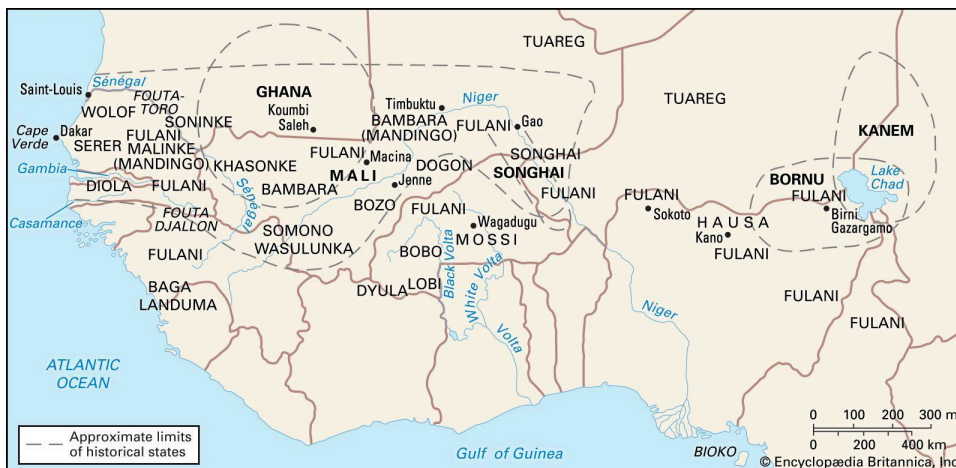 TUAREG
TUAREG
Saint-Louis
Sénégal
FOUTA-
TORO
WOLOF
SONINKE
GHANA
Koumbi
Saleh
Timbuktu
Niger
BAMBARA
(MANDINGO)
FULANI
Gao
KANEM
Cape
Verde
Dakar
SERER
FULANI
MALINKE
(MANDINGO)
KHASONKE
FULANI
Macina
MALI
DOGON
SONGHAI
SONGHAI
FULANI
Gambia
DIOLA
FULANI
Sénégal
BAMBARA
Jenne
BOZO
FULANI
Casamance
FOUTA
DJALLON
SOMONO
WASULUNKA
Wagadugu
MOSSI
BOBO
Black Volta
White Volta
FULANI
Sokoto
HAUSA
Kano
FULANI
BORNU
FULANI
Birni
Gazargamo
Lake
Chad
FULANI
BAGA
LANDUMA
DYULA
LOBI
Volta
Niger
FULANI
FULANI
ATLANTIC
OCEAN
Approximate limits
of historical states
Gulf of Guinea
BIOKO
0 100 200 300 m
0 200 400 km
© Encyclopædia Britannica, Inc